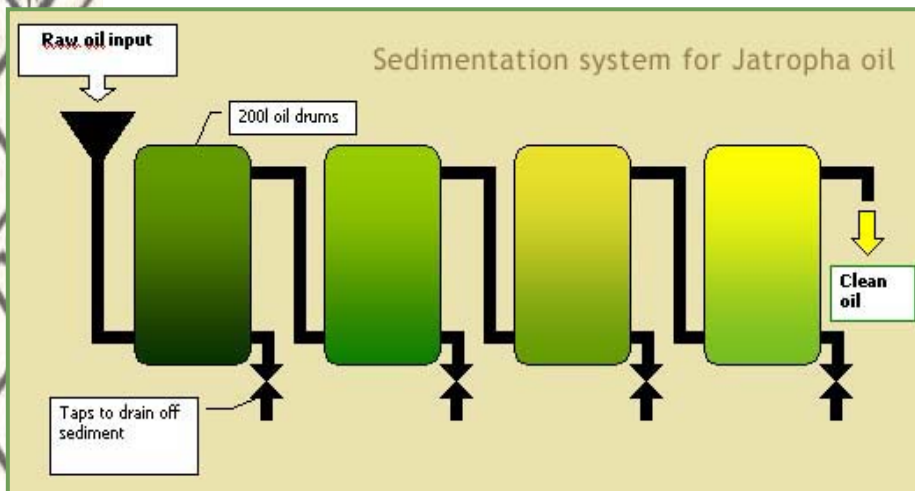 Raw oil input
Sedimentation system for Jatropha oil
200l oil drums
Clean
oil
Taps to drain off
sediment